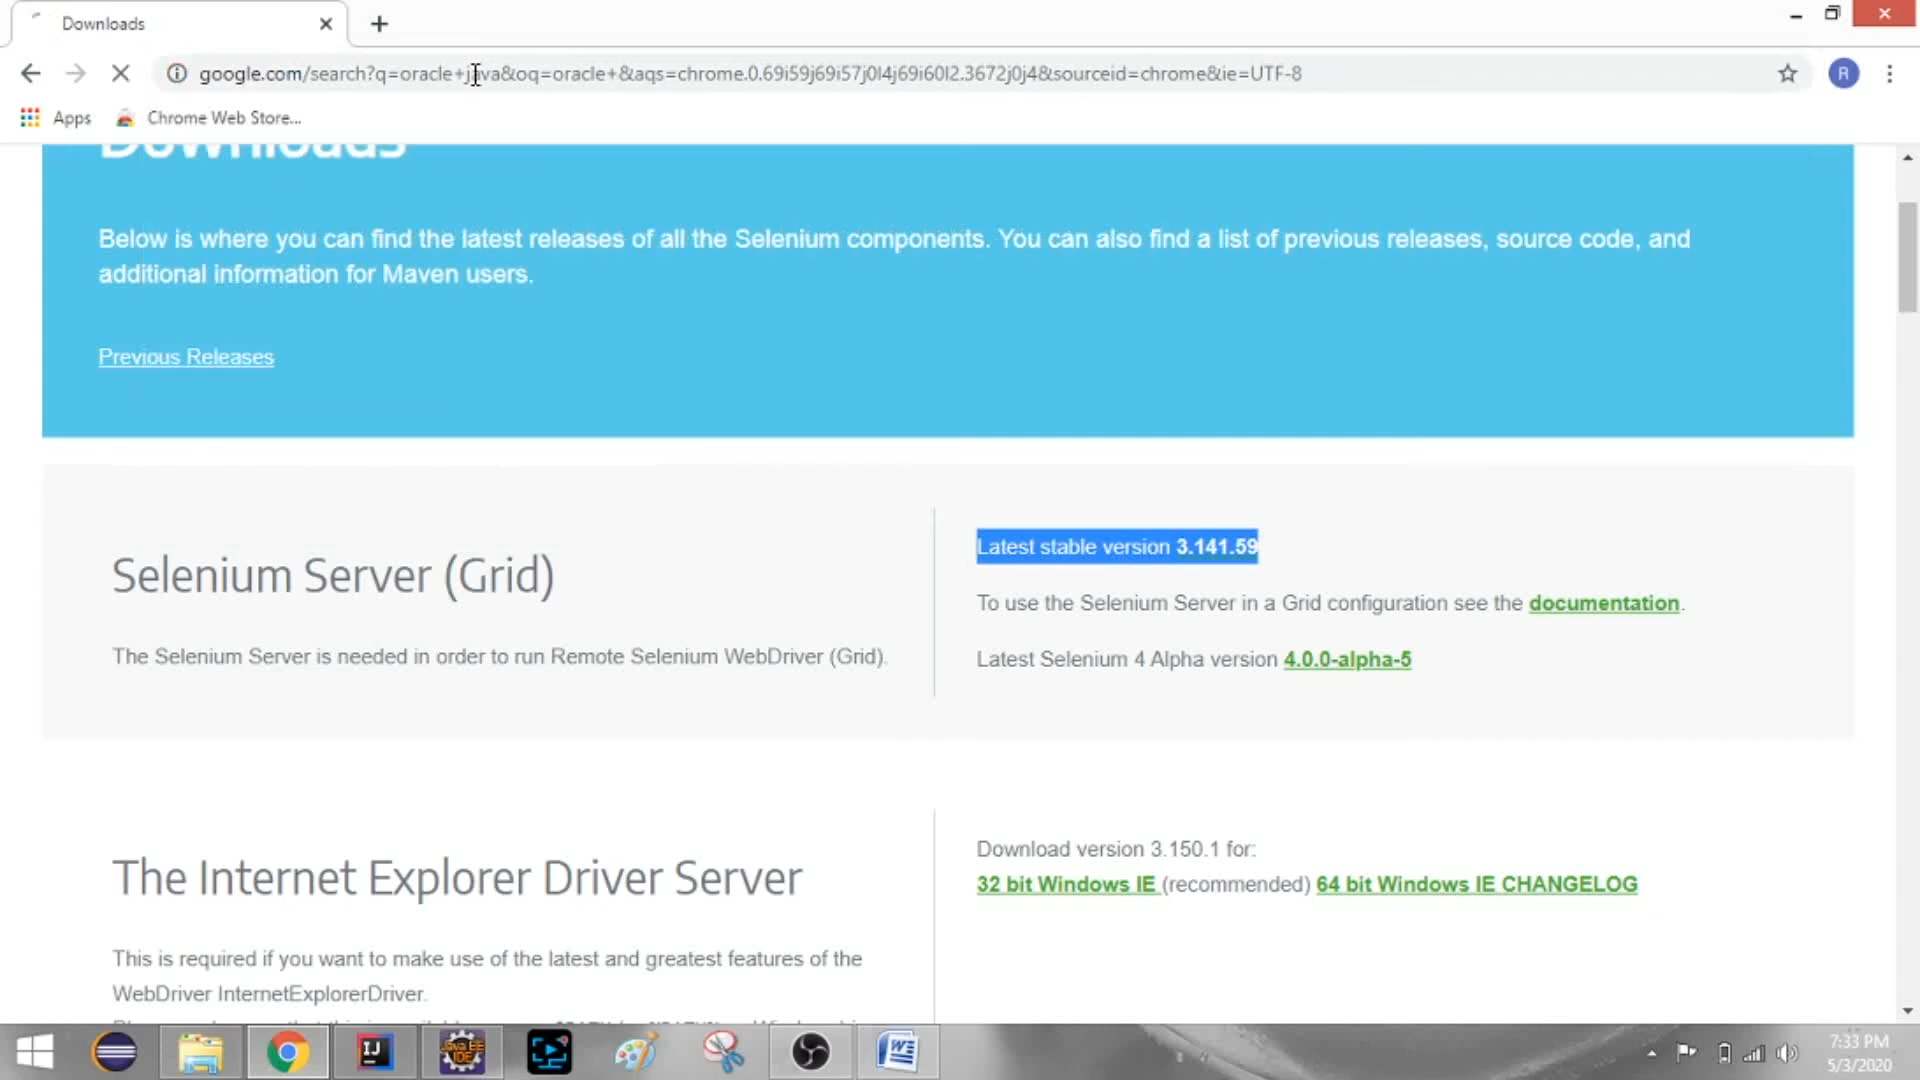 Downloads
google.com/search?q=oracle+java&oq=oracle+&aqs=chrome.0.69i59j69i57j0l4j69i60l2.3672j0j4&sourceid=chrome&ie=UTF-8
R
Apps
Chrome Web Store...
Downloads
Below is where you can find the latest releases of all the Selenium components. You can also find a list of previous releases, source code, and
additional information for Maven users.
Previous Releases
Selenium Server (Grid)
The Selenium Server is needed in order to run Remote Selenium WebDriver (Grid).
Latest stable version 3.141.59
To use the Selenium Server in a Grid configuration see the documentation.
Latest Selenium 4 Alpha version 4.0.0-alpha-5
The Internet Explorer Driver Server
This is required if you want to make use of the latest and greatest features of the
WebDriver InternetExplorerDriver.
Download version 3.150.1 for:
32 bit Windows IE (recommended) 64 bit Windows IE CHANGELOG
IJ
Java EE
IDE
W
7:33 PM
5/3/2020